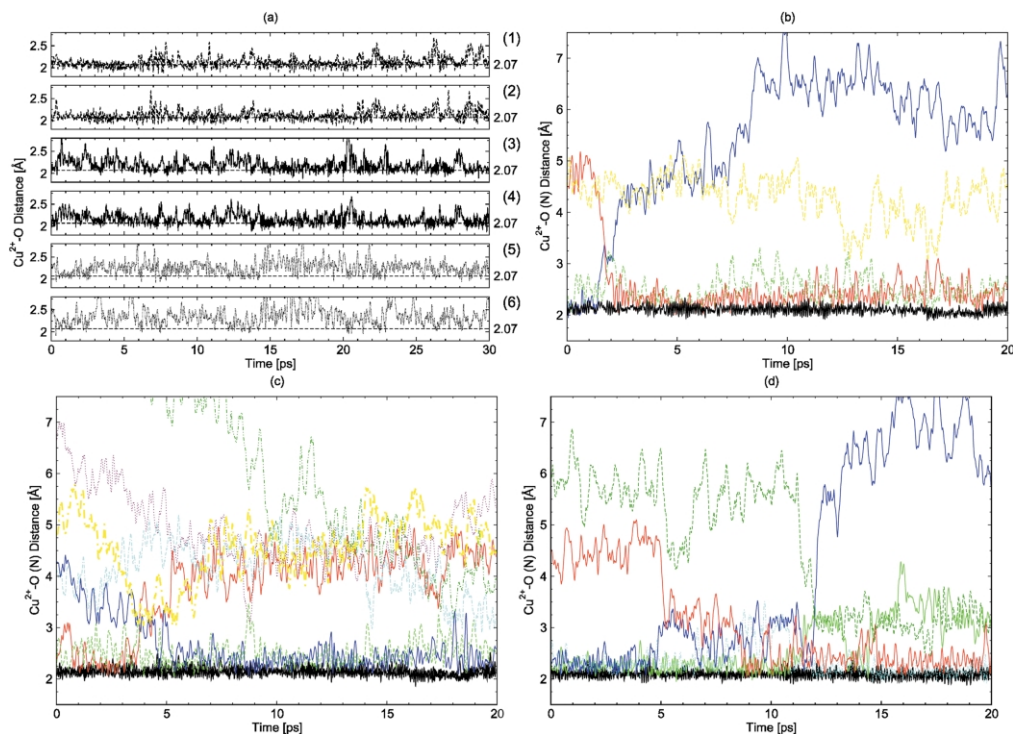 (a)
Cu²⁺-O Distance [Å]
2.5
2
(1)
2.07
2.5
2
(2)
2.07
2.5
2
(3)
2.07
2.5
2
(4)
2.07
2.5
2
(5)
2.07
2.5
2
(6)
2.07
0 5 10 15 20 25 30
Time [ps]
(b)
Cu²⁺-O (N) Distance [Å]
7
6
5
4
3
2
0 5 10 15 20
Time [ps]
(c)
Cu²⁺-O (N) Distance [Å]
7
6
5
4
3
2
0 5 10 15 20
Time [ps]
(d)
Cu²⁺-O (N) Distance [Å]
7
6
5
4
3
2
0 5 10 15 20
Time [ps]